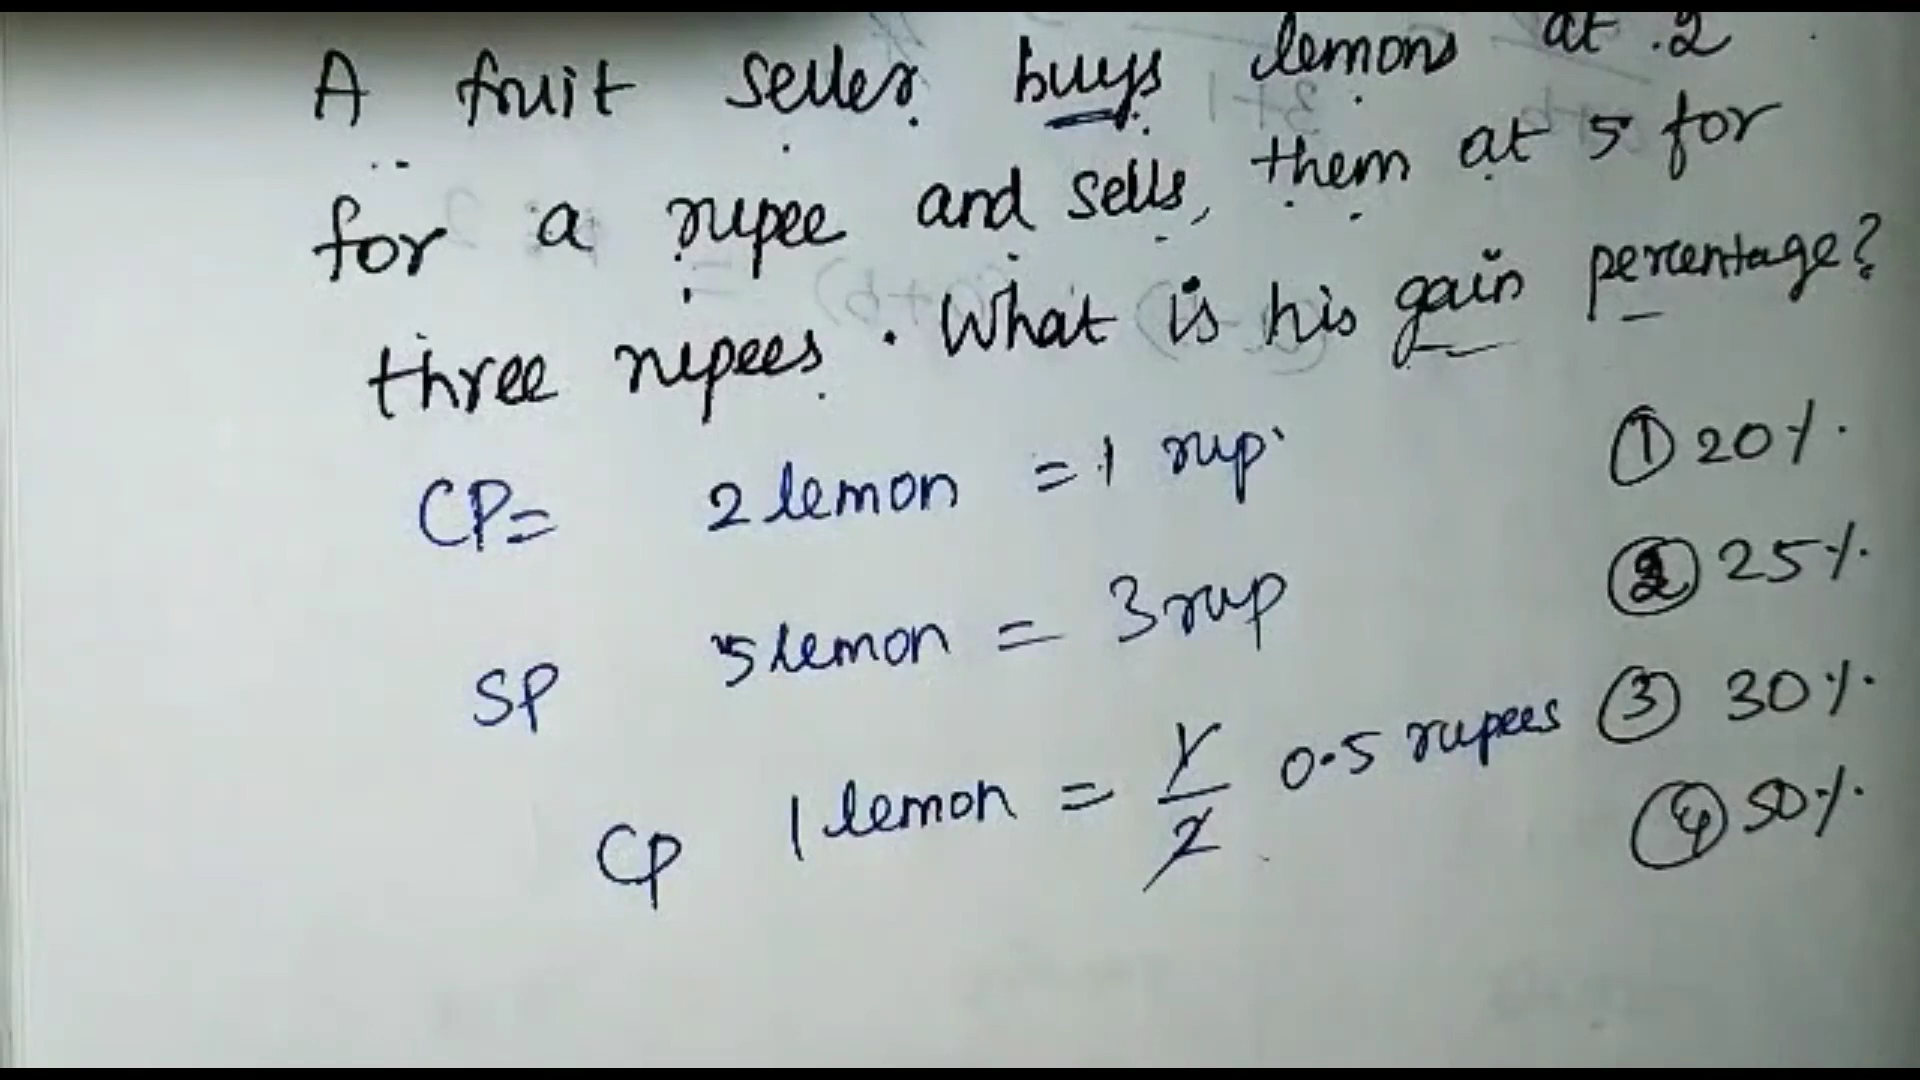 A fruit seller buys lemons at 2
for a rupee and sells, them at 5 for
three rupees. What is his gain percentage?
CP= 2 lemon = 1 rup.
① 20%.
② 25%.
SP 5 lemon = 3 rup
③ 30%.
CP 1 lemon = 1/2 0.5 rupees
④ 50%.